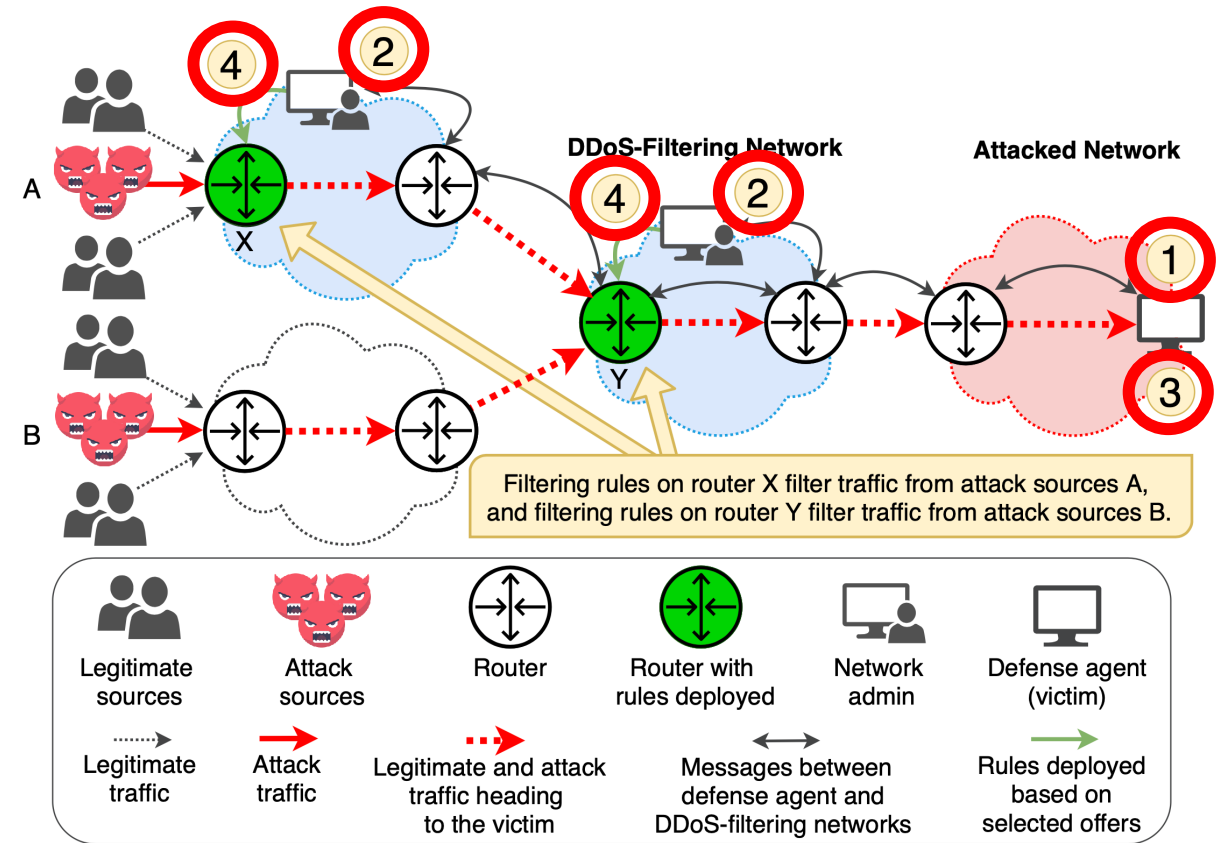 4
2
DDoS-Filtering Network
Attacked Network
A
4
2
X
1
Y
3
B
Filtering rules on router X filter traffic from attack sources A,
and filtering rules on router Y filter traffic from attack sources B.
Legitimate
sources
Attack
sources
Router
Router with
rules deployed
Network
admin
Defense agent
(victim)
Legitimate
traffic
Attack
traffic
Legitimate and attack
traffic heading
to the victim
Messages between
defense agent and
DDoS-filtering networks
Rules deployed
based on
selected offers